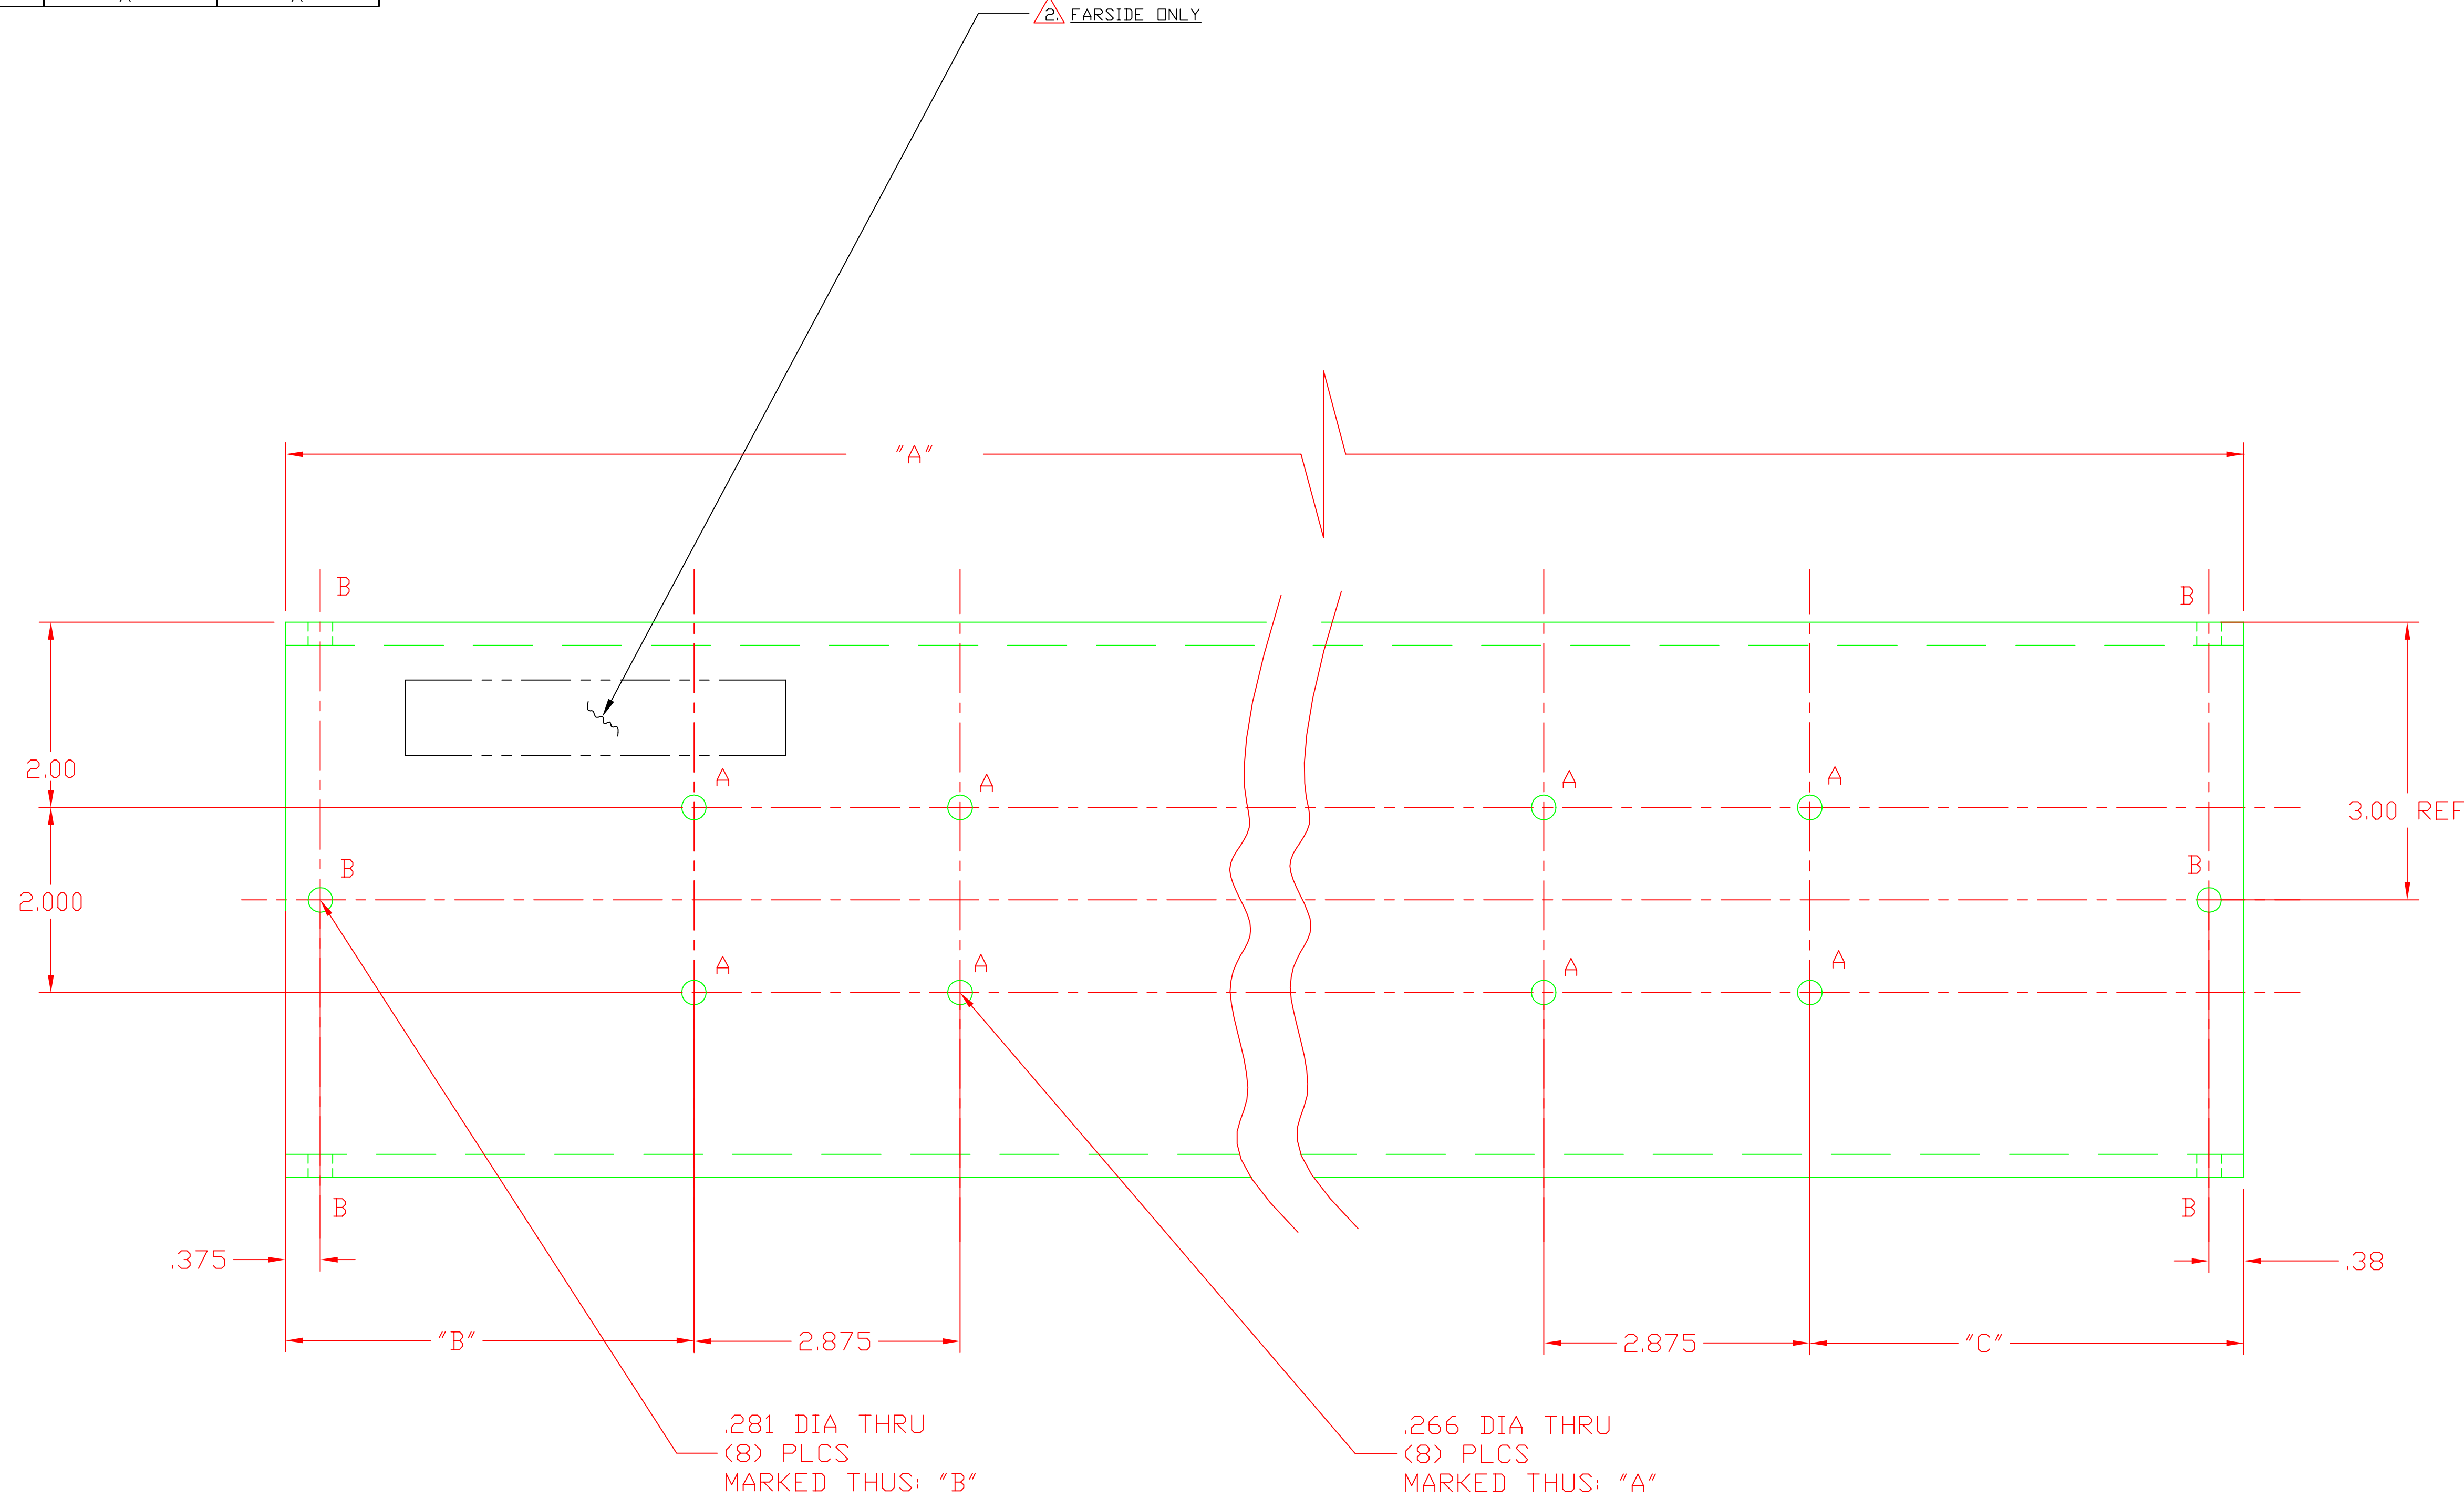 2. FARSIDE ONLY
"A"
B
B
2.00
A
A
A
A
3.00 REF
B
B
2.000
A
A
A
A
B
B
.375
.38
"B"
2.875
2.875
"C"
.281 DIA THRU
(8) PLCS
MARKED THUS: "B"
.266 DIA THRU
(8) PLCS
MARKED THUS: "A"